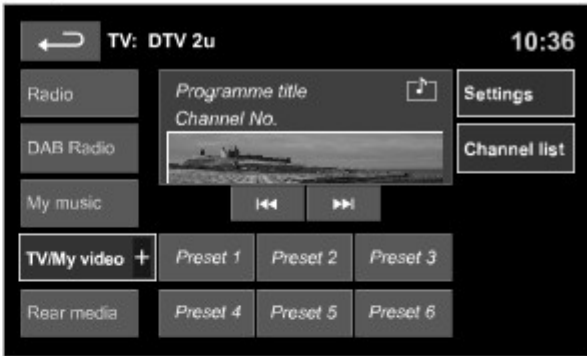 TV: DTV 2u 10:36
Radio
Programme title
Channel No.
Settings
DAB Radio
Channel list
My music
TV/My video +
Preset 1 Preset 2 Preset 3
Rear media
Preset 4 Preset 5 Preset 6